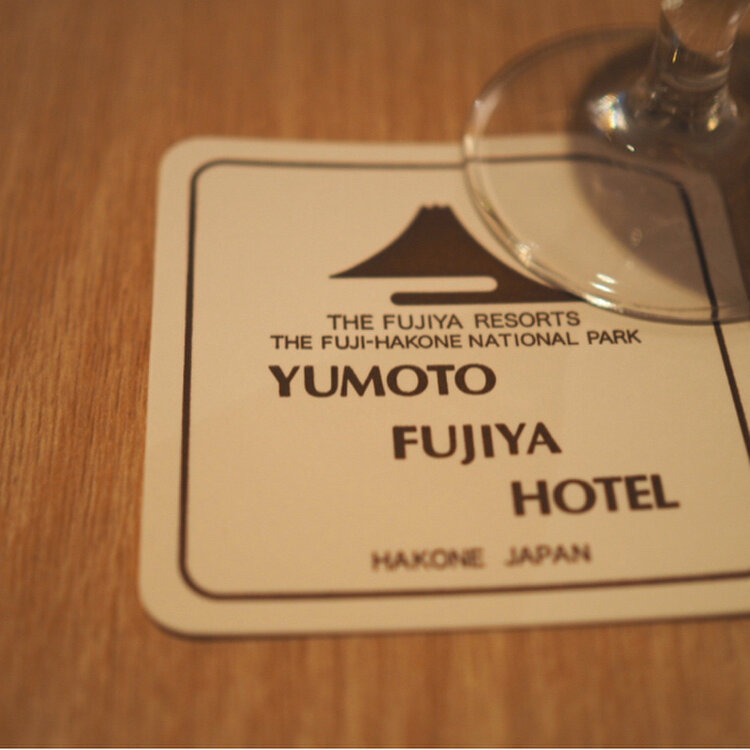 THE FUJIYA RESORTS
THE FUJI-HAKONE NATIONAL PARK
YUMOTO
FUJIYA
HOTEL
HAKONE JAPAN